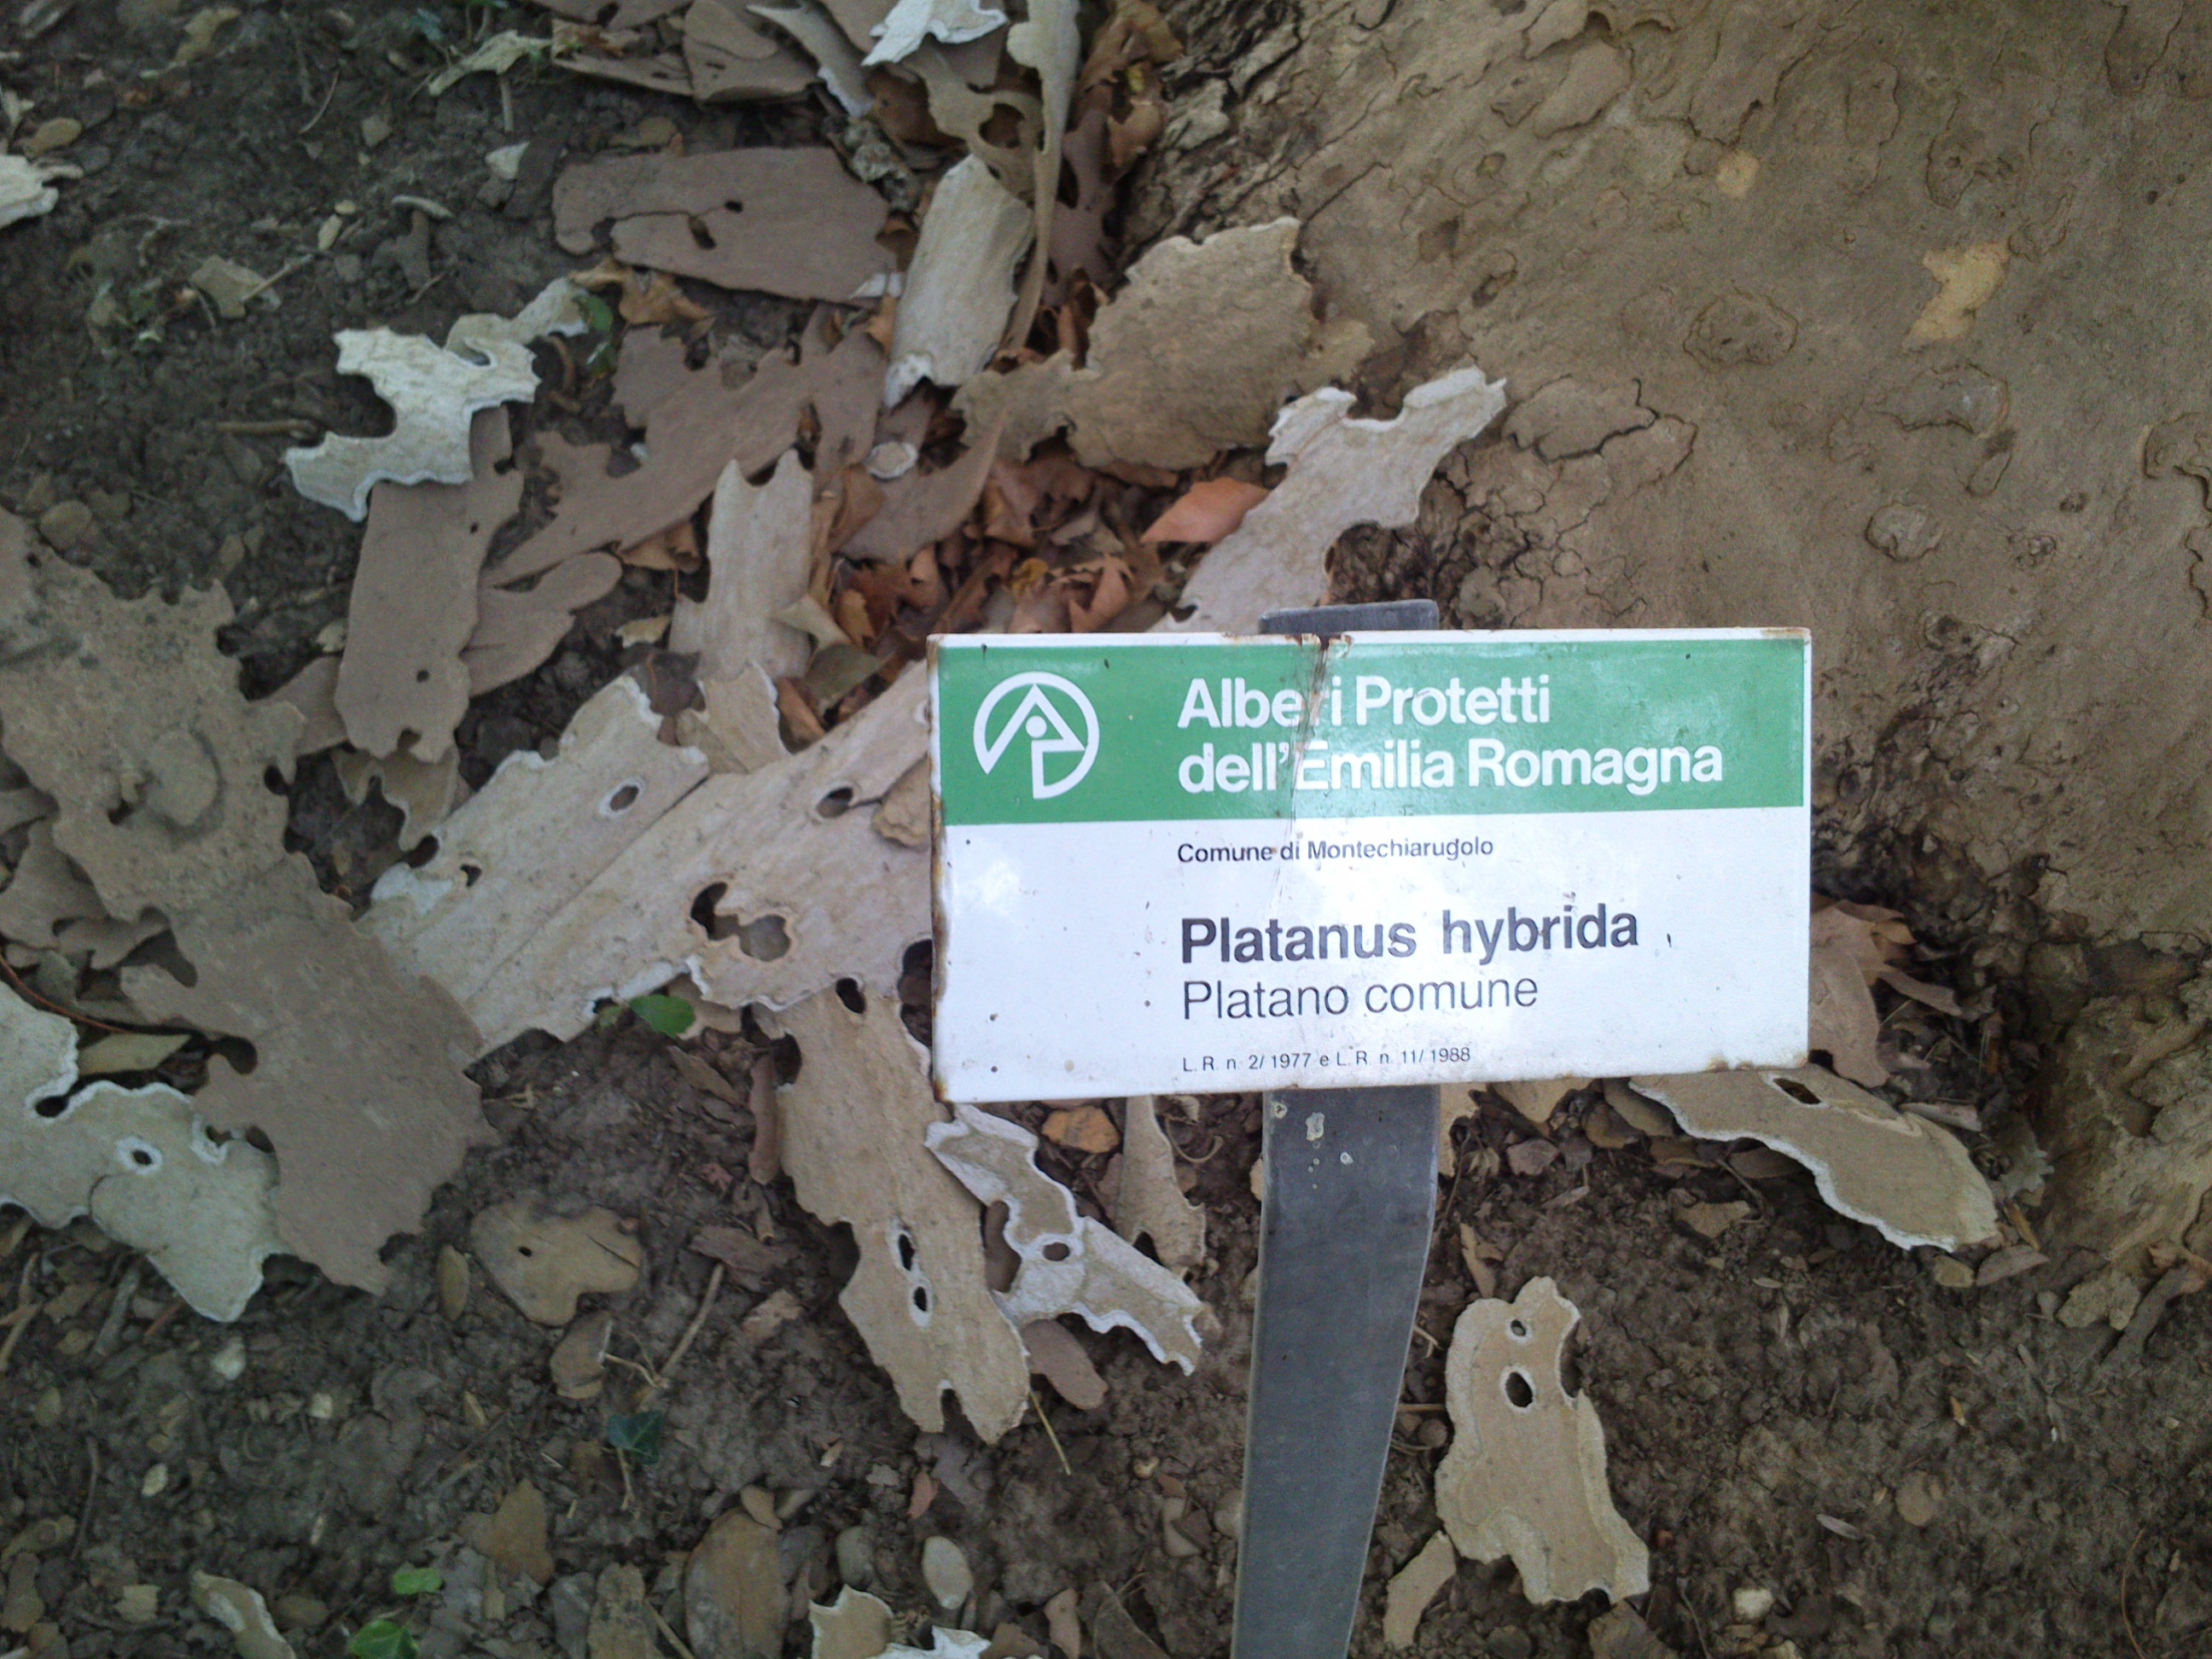 Alberi Protetti
dell'Emilia Romagna
Comune di Montechiarugolo
Platanus hybrida
Platano comune
L. R. n. 2/ 1977 e L. R. n. 11/ 1988